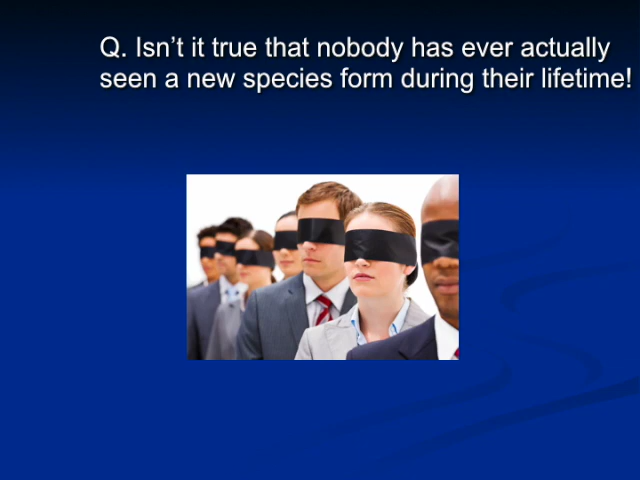 Q. Isn’t it true that nobody has ever actually
seen a new species form during their lifetime!